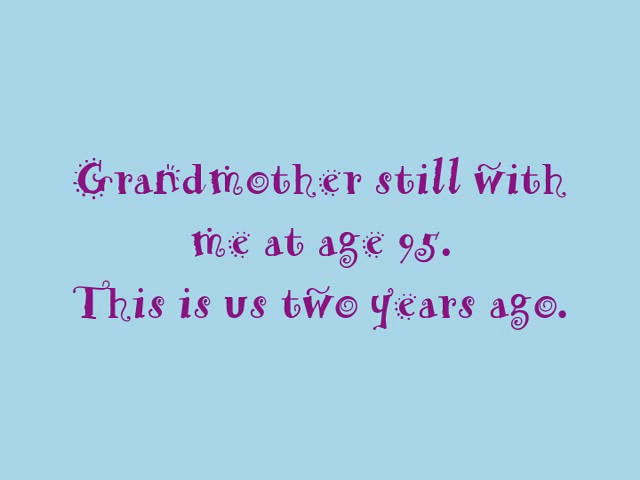 Grandmother still with
me at age 95.
This is us two years ago.